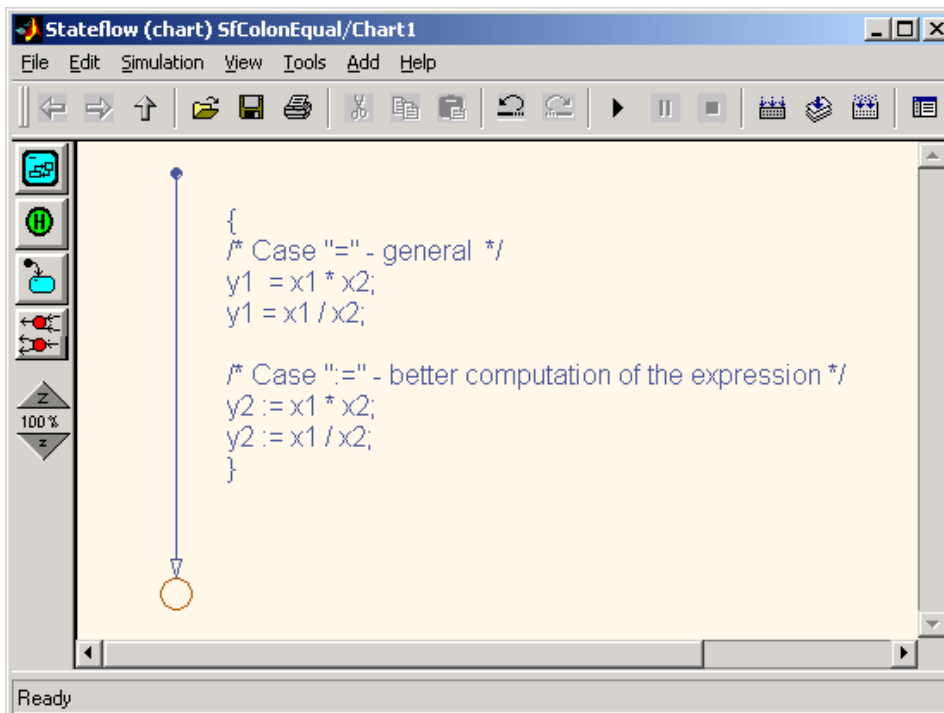 Stateflow (chart) SfColonEqual/Chart1
File Edit Simulation View Tools Add Help
{
/* Case "=" - general */
y1 = x1 * x2;
y1 = x1 / x2;
/* Case ":=" - better computation of the expression */
y2 := x1 * x2;
y2 := x1 / x2;
}
H
Z
100 %
z
Ready